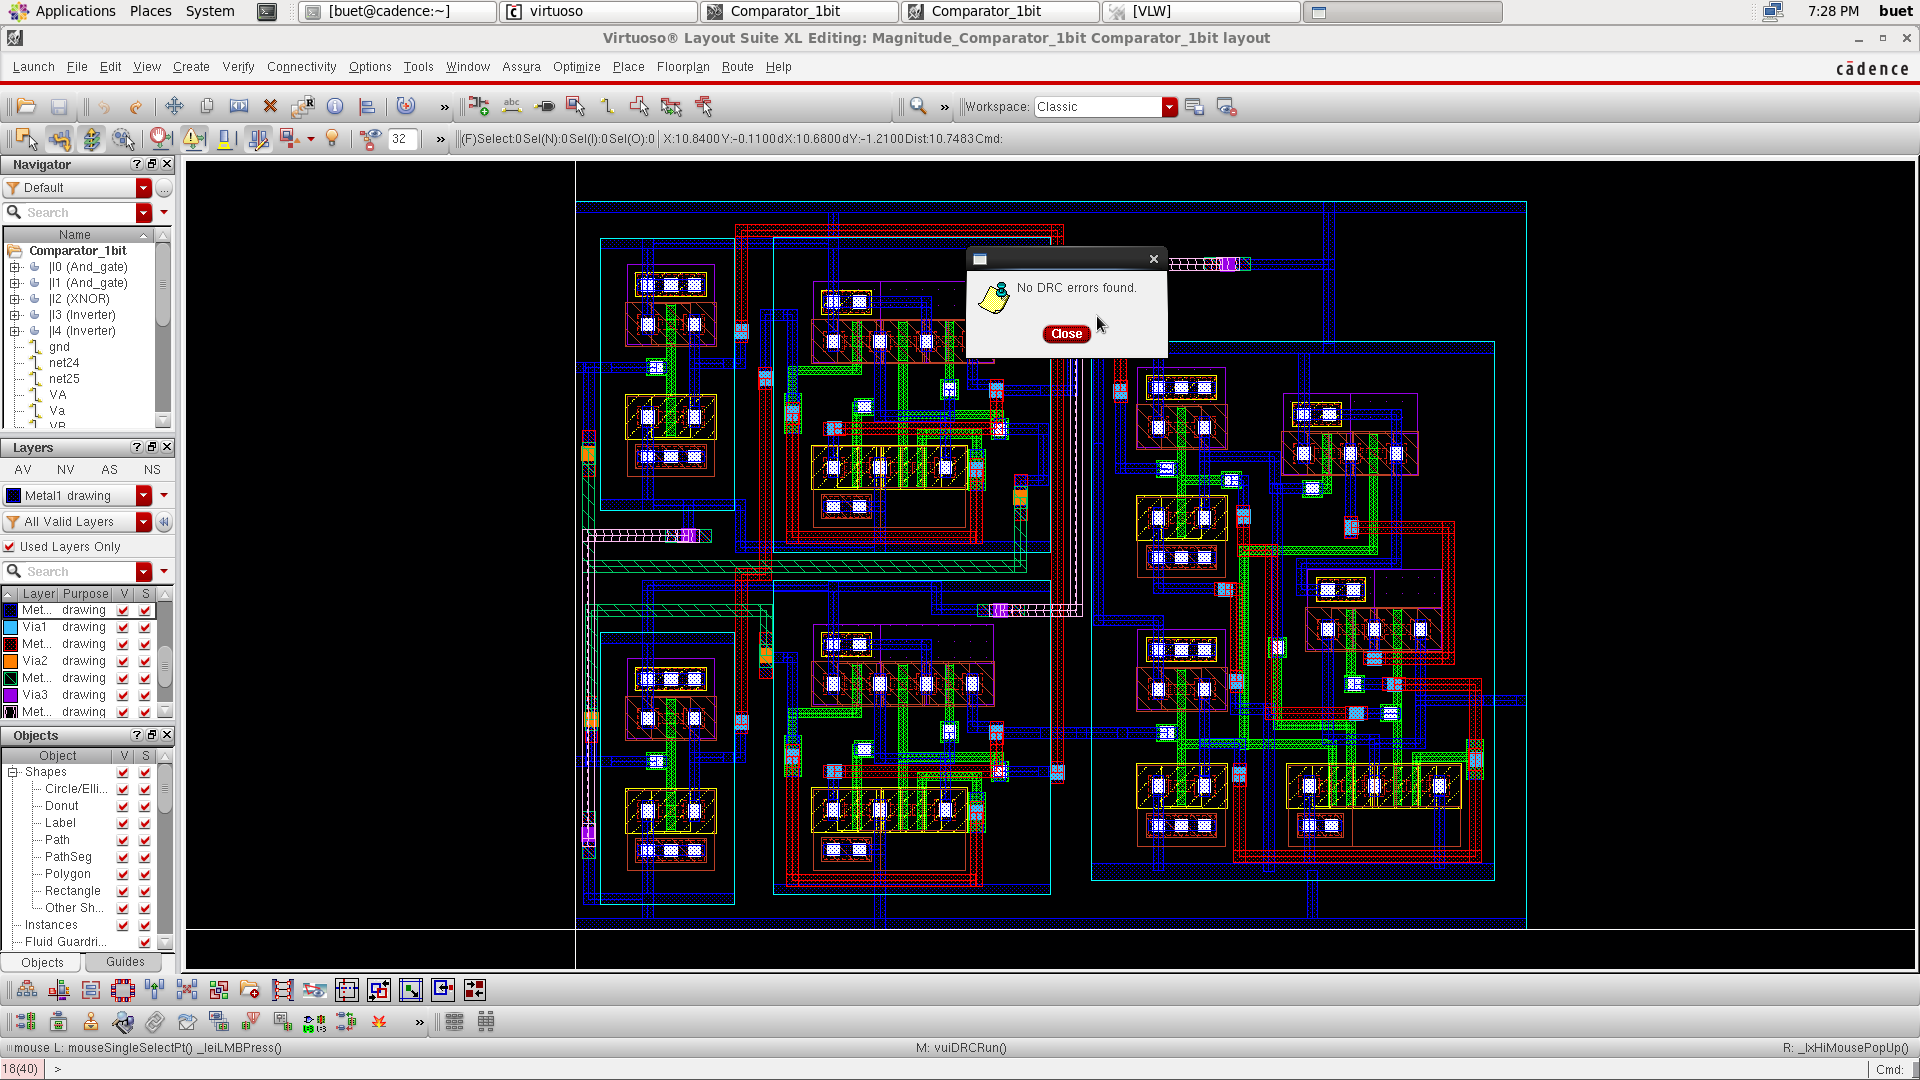 Applications Places System [buet@cadence:~] virtuoso Comparator_1bit Comparator_1bit [VLW] 7:28 PM buet
Virtuoso® Layout Suite XL Editing: Magnitude_Comparator_1bit Comparator_1bit layout
Launch File Edit View Create Verify Connectivity Options Tools Window Assura Optimize Place Floorplan Route Help cādence
» abc » Workspace: Classic
32 » (F)Select:0 Sel(N):0 Sel(I):0 Sel(O):0 X:10.8400 Y:-0.1100 dX:10.6800 dY:-1.2100 Dist:10.7483 Cmd:
Navigator
Default
Search
Name
Comparator_1bit
|I0 (And_gate)
|I1 (And_gate)
|I2 (XNOR)
|I3 (Inverter)
|I4 (Inverter)
gnd
net24
net25
VA
Va
VB
Layers
AV NV AS NS
Metal1 drawing
All Valid Layers
Used Layers Only
Search
Layer Purpose V S
Met... drawing
Via1 drawing
Met... drawing
Via2 drawing
Met... drawing
Via3 drawing
Met... drawing
Objects
Object V S
Shapes
Circle/Elli...
Donut
Label
Path
PathSeg
Polygon
Rectangle
Other Sh...
Instances
Fluid Guardri...
Objects Guides
No DRC errors found.
Close
»
mouse L: mouseSingleSelectPt() _leiLMBPress() M: vuiDRCRun() R: _lxHiMousePopUp()
18(40) > Cmd: